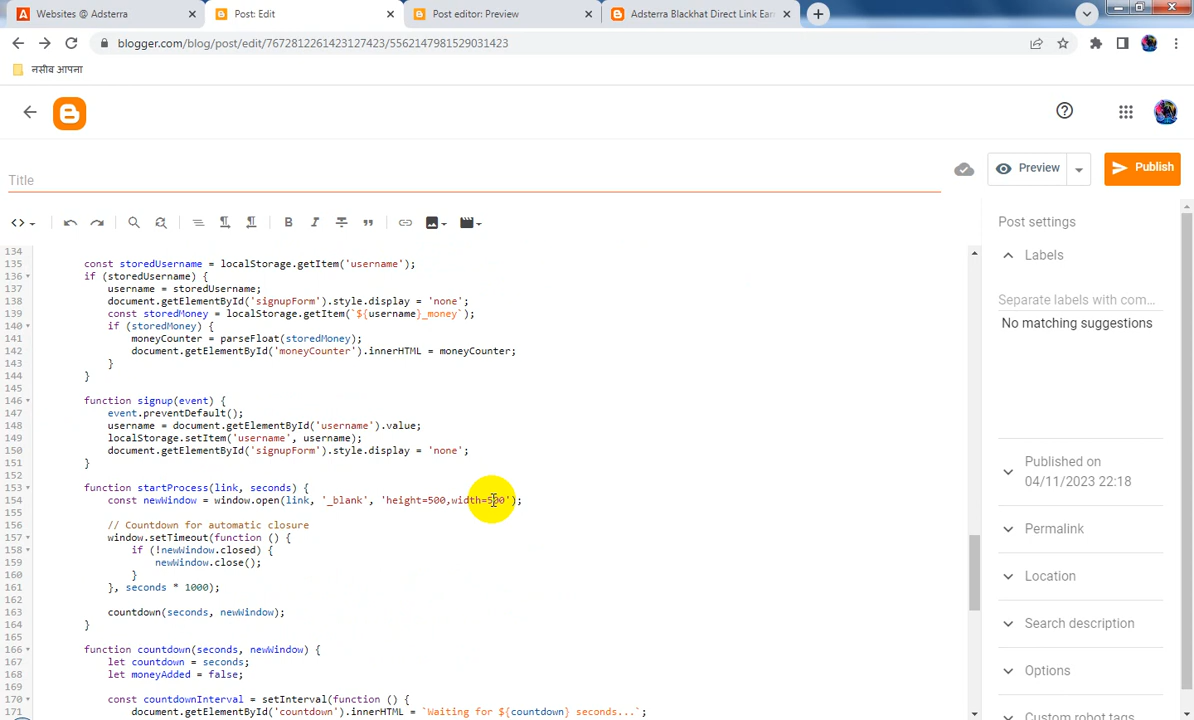 Websites @ Adsterra
Post: Edit
Post editor: Preview
Adsterra Blackhat Direct Link Earn
blogger.com/blog/post/edit/7672812261423127423/5562147981529031423
नसीब आपना
Title
Preview
Publish
Post settings
Labels
Separate labels with com...
No matching suggestions
Published on
04/11/2023 22:18
Permalink
Location
Search description
Options
Custom robot tags
134
135 const storedUsername = localStorage.getItem('username');
136 if (storedUsername) {
137 username = storedUsername;
138 document.getElementById('signupForm').style.display = 'none';
139 const storedMoney = localStorage.getItem(`${username}_money`);
140 if (storedMoney) {
141 moneyCounter = parseFloat(storedMoney);
142 document.getElementById('moneyCounter').innerHTML = moneyCounter;
143 }
144 }
145
146 function signup(event) {
147 event.preventDefault();
148 username = document.getElementById('username').value;
149 localStorage.setItem('username', username);
150 document.getElementById('signupForm').style.display = 'none';
151 }
152
153 function startProcess(link, seconds) {
154 const newWindow = window.open(link, '_blank', 'height=500,width=500');
155
156 // Countdown for automatic closure
157 window.setTimeout(function () {
158 if (!newWindow.closed) {
159 newWindow.close();
160 }
161 }, seconds * 1000);
162
163 countdown(seconds, newWindow);
164 }
165
166 function countdown(seconds, newWindow) {
167 let countdown = seconds;
168 let moneyAdded = false;
169
170 const countdownInterval = setInterval(function () {
171 document.getElementById('countdown').innerHTML = `Waiting for ${countdown} seconds...`;